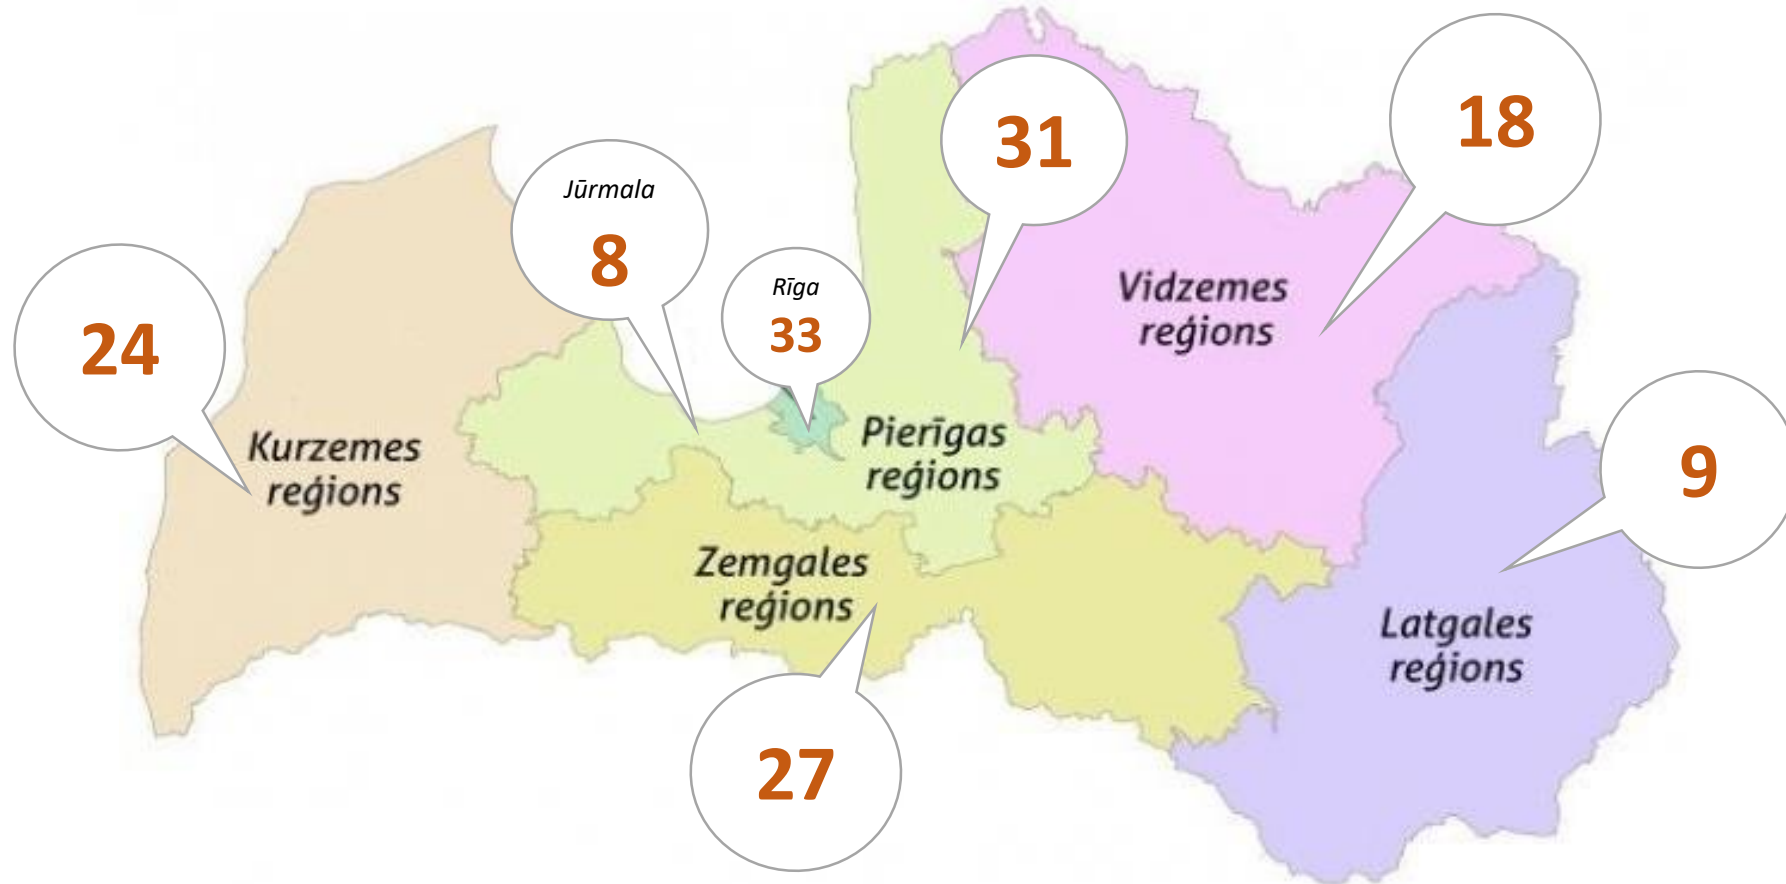 31
18
Jūrmala
8
Rīga
33
24
Vidzemes
reģions
Kurzemes
reģions
Pierīgas
reģions
9
Zemgales
reģions
Latgales
reģions
27